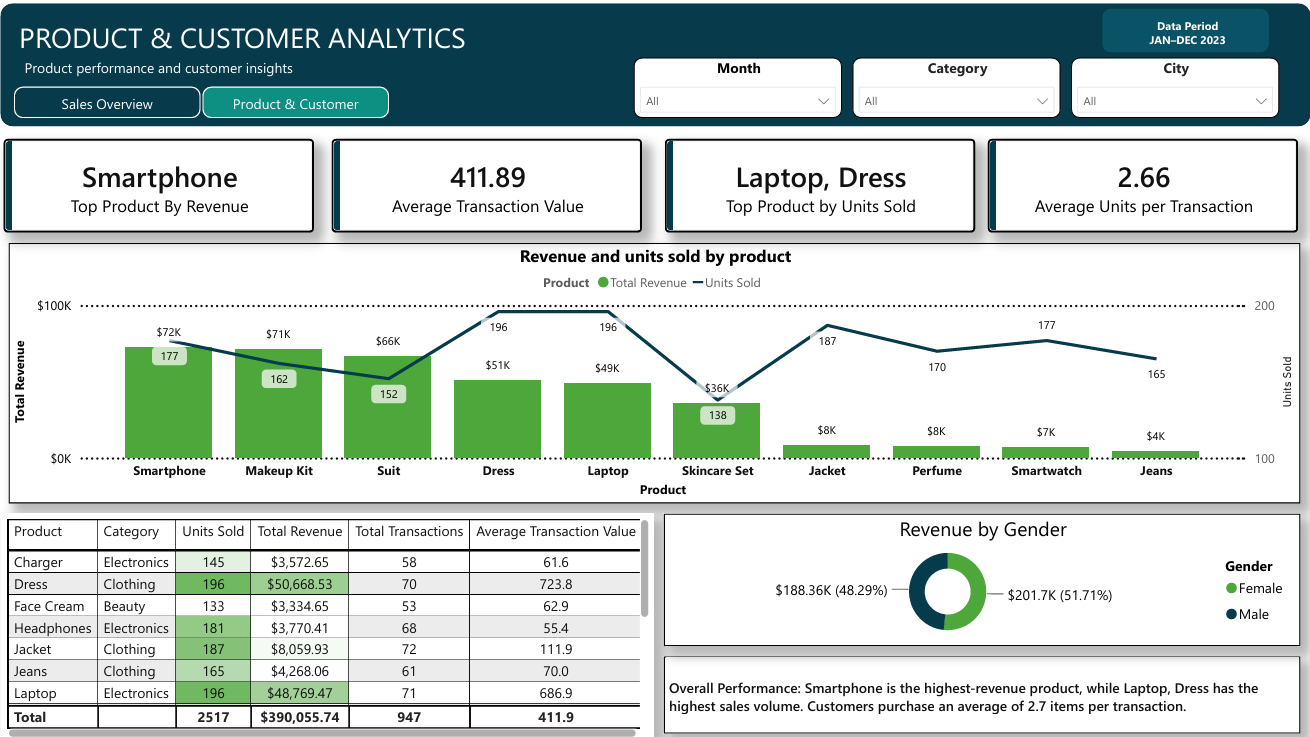 PRODUCT & CUSTOMER ANALYTICS
Product performance and customer insights
Sales Overview
Product & Customer
Data Period
JAN–DEC 2023
Month
All
Category
All
City
All
Smartphone
Top Product By Revenue
411.89
Average Transaction Value
Laptop, Dress
Top Product by Units Sold
2.66
Average Units per Transaction
Revenue and units sold by product
Product Total Revenue Units Sold
Total Revenue
$100K
$0K
$72K $71K $66K $51K $49K $36K $8K $8K $7K $4K
177 162 152 196 196 138 187 170 177 165
200
100
Units Sold
Smartphone Makeup Kit Suit Dress Laptop Skincare Set Jacket Perfume Smartwatch Jeans
Product
Product Category Units Sold Total Revenue Total Transactions Average Transaction Value
Charger Electronics 145 $3,572.65 58 61.6
Dress Clothing 196 $50,668.53 70 723.8
Face Cream Beauty 133 $3,334.65 53 62.9
Headphones Electronics 181 $3,770.41 68 55.4
Jacket Clothing 187 $8,059.93 72 111.9
Jeans Clothing 165 $4,268.06 61 70.0
Laptop Electronics 196 $48,769.47 71 686.9
Total 2517 $390,055.74 947 411.9
Revenue by Gender
$188.36K (48.29%)
$201.7K (51.71%)
Gender
Female
Male
Overall Performance: Smartphone is the highest-revenue product, while Laptop, Dress has the
highest sales volume. Customers purchase an average of 2.7 items per transaction.